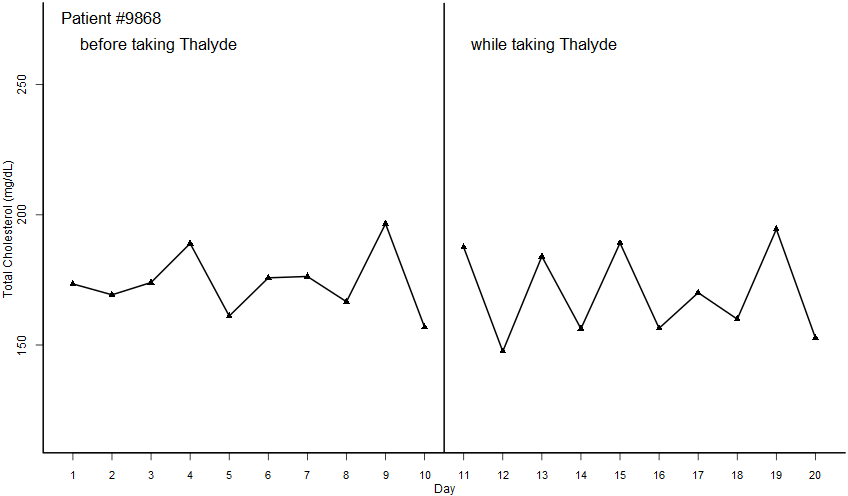 Patient #9868
before taking Thalyde
while taking Thalyde
Total Cholesterol (mg/dL)
250
200
150
1 2 3 4 5 6 7 8 9 10 11 12 13 14 15 16 17 18 19 20
Day